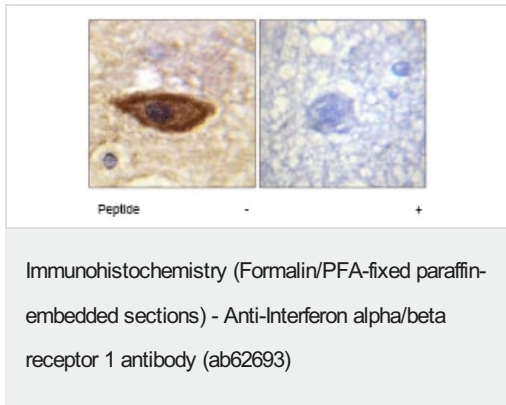 Peptide - +
Immunohistochemistry (Formalin/PFA-fixed paraffin-
embedded sections) - Anti-Interferon alpha/beta
receptor 1 antibody (ab62693)